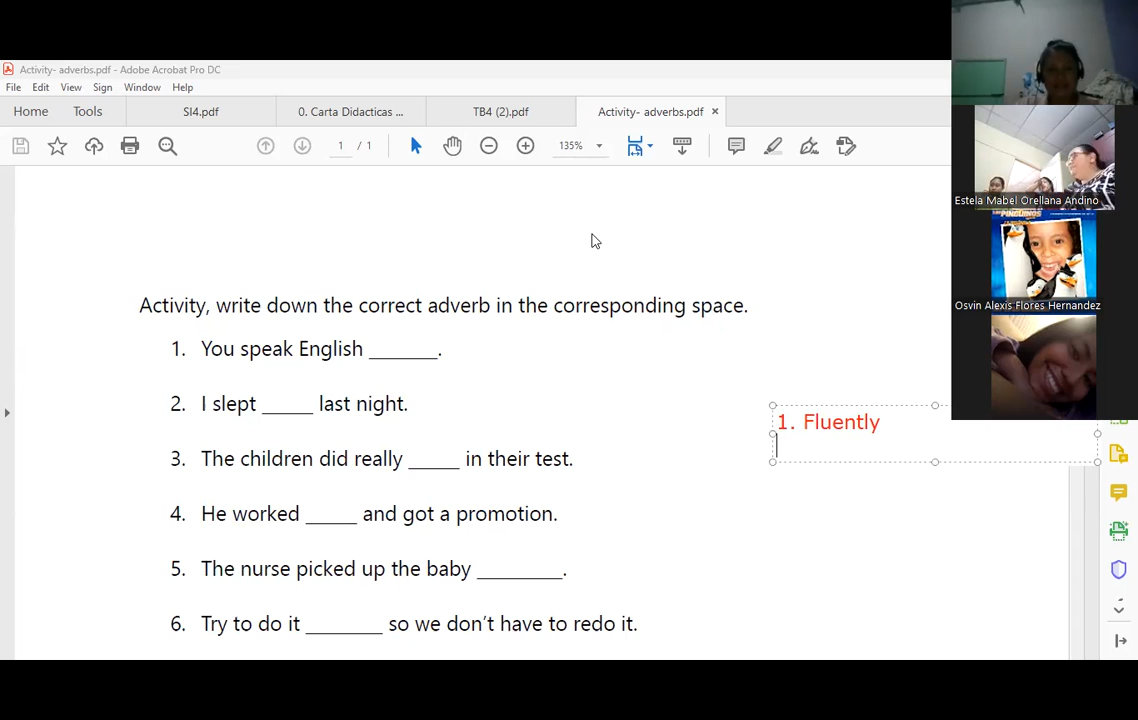 Activity- adverbs.pdf - Adobe Acrobat Pro DC
File Edit View Sign Window Help
Home Tools SI4.pdf 0. Carta Didacticas ... TB4 (2).pdf Activity- adverbs.pdf ×
1 / 1 135%
Estela Mabel Orellana Andino
Osvin Alexis Flores Hernandez
Activity, write down the correct adverb in the corresponding space.
1. You speak English _______.
2. I slept _____ last night.
3. The children did really _____ in their test.
4. He worked _____ and got a promotion.
5. The nurse picked up the baby ________.
6. Try to do it _______ so we don't have to redo it.
1. Fluently